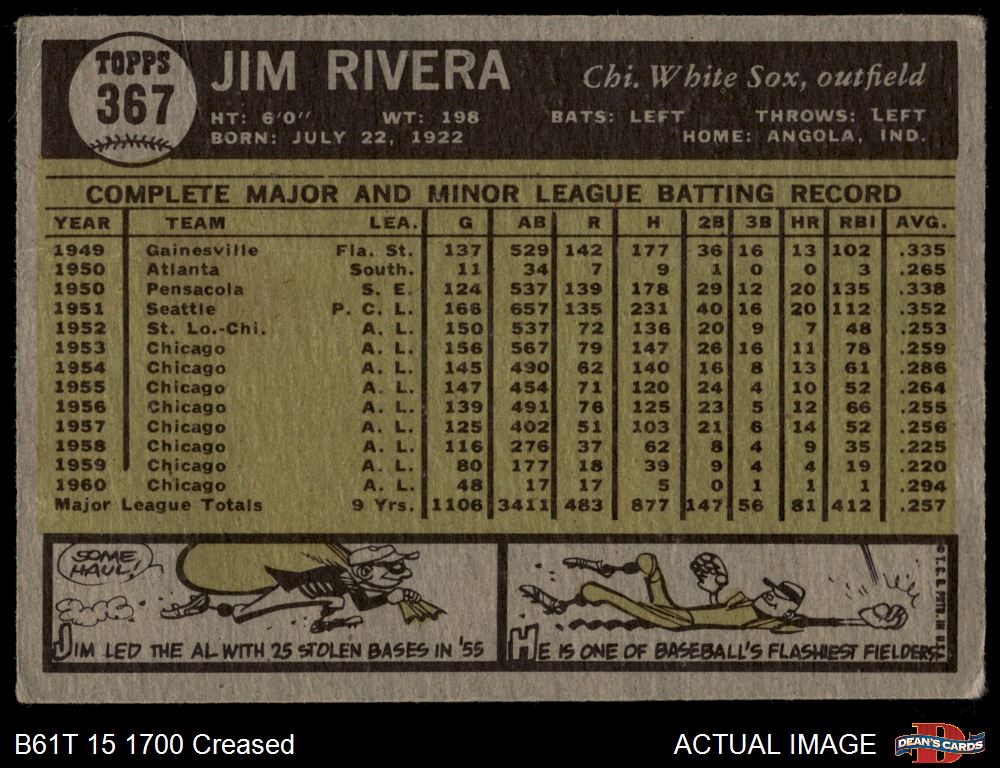 TOPPS
367
JIM RIVERA
Chi. White Sox, outfield
HT: 6'0" WT: 198 BATS: LEFT THROWS: LEFT
BORN: JULY 22, 1922 HOME: ANGOLA, IND.
COMPLETE MAJOR AND MINOR LEAGUE BATTING RECORD
YEAR TEAM LEA. G AB R H 2B 3B HR RBI AVG.
1949 Gainesville Fla. St. 137 529 142 177 36 16 13 102 .335
1950 Atlanta South. 11 34 7 9 1 0 0 3 .265
1950 Pensacola S. E. 124 537 139 178 29 12 20 135 .338
1951 Seattle P. C. L. 166 657 135 231 40 16 20 112 .352
1952 St. Lo.-Chi. A. L. 150 537 72 136 20 9 7 48 .253
1953 Chicago A. L. 156 567 79 147 26 16 11 78 .259
1954 Chicago A. L. 145 490 62 140 16 8 13 61 .286
1955 Chicago A. L. 147 454 71 120 24 4 10 52 .264
1956 Chicago A. L. 139 491 76 125 23 5 12 66 .255
1957 Chicago A. L. 125 402 51 103 21 6 14 52 .256
1958 Chicago A. L. 116 276 37 62 8 4 9 35 .225
1959 Chicago A. L. 80 177 18 39 9 4 4 19 .220
1960 Chicago A. L. 48 17 17 5 0 1 1 1 .294
Major League Totals 9 Yrs. 1106 3411 483 877 147 56 81 412 .257
SOME HAUL!
JIM LED THE AL WITH 25 STOLEN BASES IN '55
HE IS ONE OF BASEBALL'S FLASHIEST FIELDERS.
© T. C. G. PRTD. IN U.S.A.
B61T 15 1700 Creased
ACTUAL IMAGE
D
DEAN'S CARDS